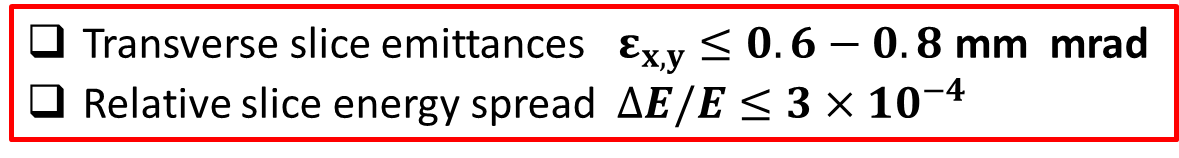 ❑ Transverse slice emittances εx,y ≤ 0.6 − 0.8 mm mrad
❑ Relative slice energy spread ΔE/E ≤ 3 × 10⁻⁴